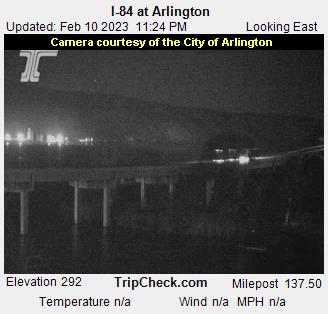 I-84 at Arlington
Updated: Feb 10 2023 11:24 PM Looking East
Camera courtesy of the City of Arlington
Elevation 292 TripCheck.com Milepost 137.50
Temperature n/a Wind n/a MPH n/a